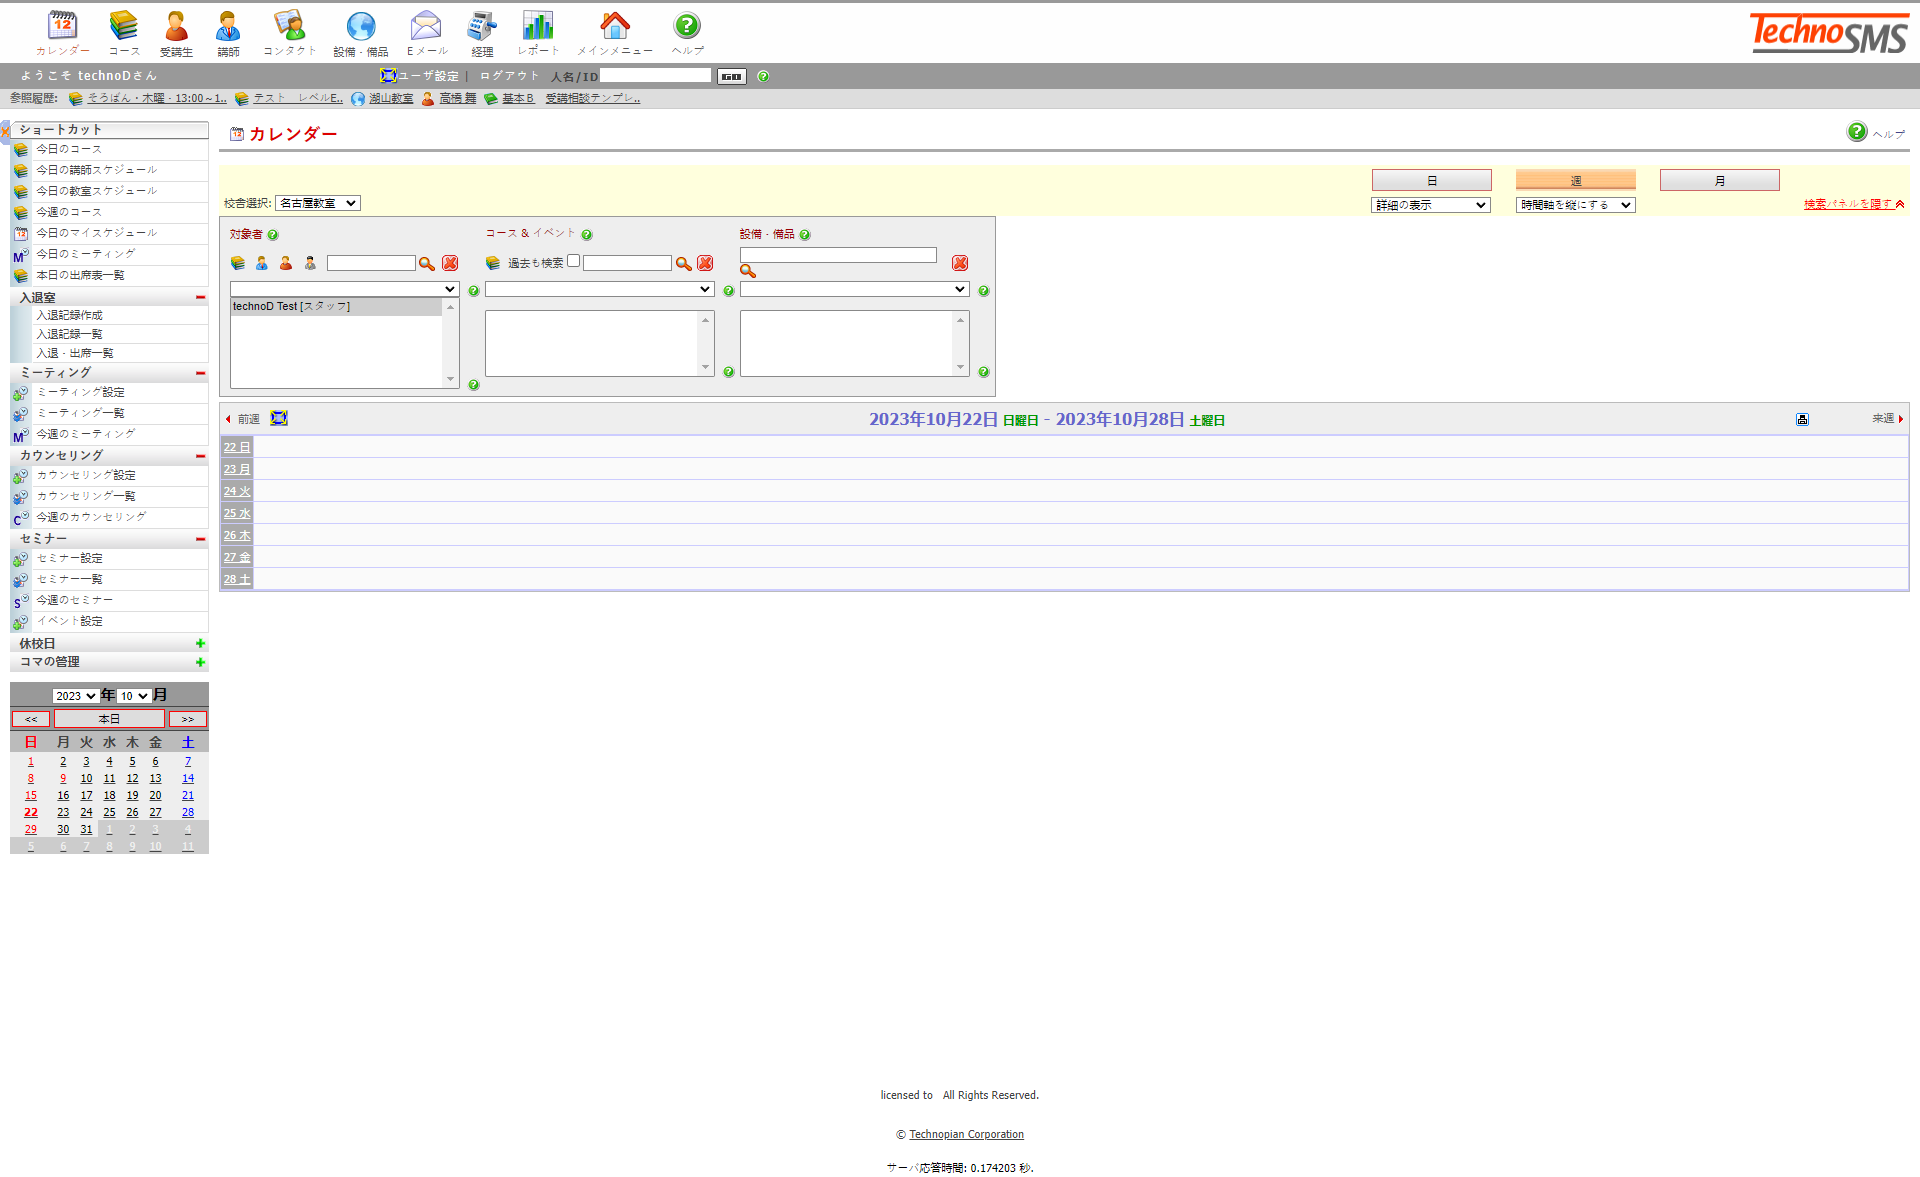 カレンダー コース 受講生 講師 コンタクト 設備・備品 Eメール 経理 レポート メインメニュー ヘルプ
TechnoSMS
ようこそ technoDさん ユーザ設定 | ログアウト 人名/ID GO
参照履歴: そろばん・木曜・13:00～1.. テスト レベルE.. 湖山教室 高橋 舞 基本B 受講相談テンプレ..
ショートカット
今日のコース
今日の講師スケジュール
今日の教室スケジュール
今週のコース
今日のマイスケジュール
今日のミーティング
本日の出席表一覧
入退室
入退記録作成
入退記録一覧
入退・出席一覧
ミーティング
ミーティング設定
ミーティング一覧
今週のミーティング
カウンセリング
カウンセリング設定
カウンセリング一覧
今週のカウンセリング
セミナー
セミナー設定
セミナー一覧
今週のセミナー
イベント設定
休校日
コマの管理
2023 年 10 月
<< 本日 >>
日 月 火 水 木 金 土
1 2 3 4 5 6 7
8 9 10 11 12 13 14
15 16 17 18 19 20 21
22 23 24 25 26 27 28
29 30 31 1 2 3 4
5 6 7 8 9 10 11
カレンダー
ヘルプ
日 週 月
校舎選択: 名古屋教室 詳細の表示 時間軸を縦にする 検索パネルを隠す
対象者 コース & イベント 設備・備品
過去も検索
technoD Test [スタッフ]
前週 2023年10月22日 日曜日 - 2023年10月28日 土曜日 来週
22 日
23 月
24 火
25 水
26 木
27 金
28 土
licensed to All Rights Reserved.
© Technopian Corporation
サーバ応答時間: 0.174203 秒.